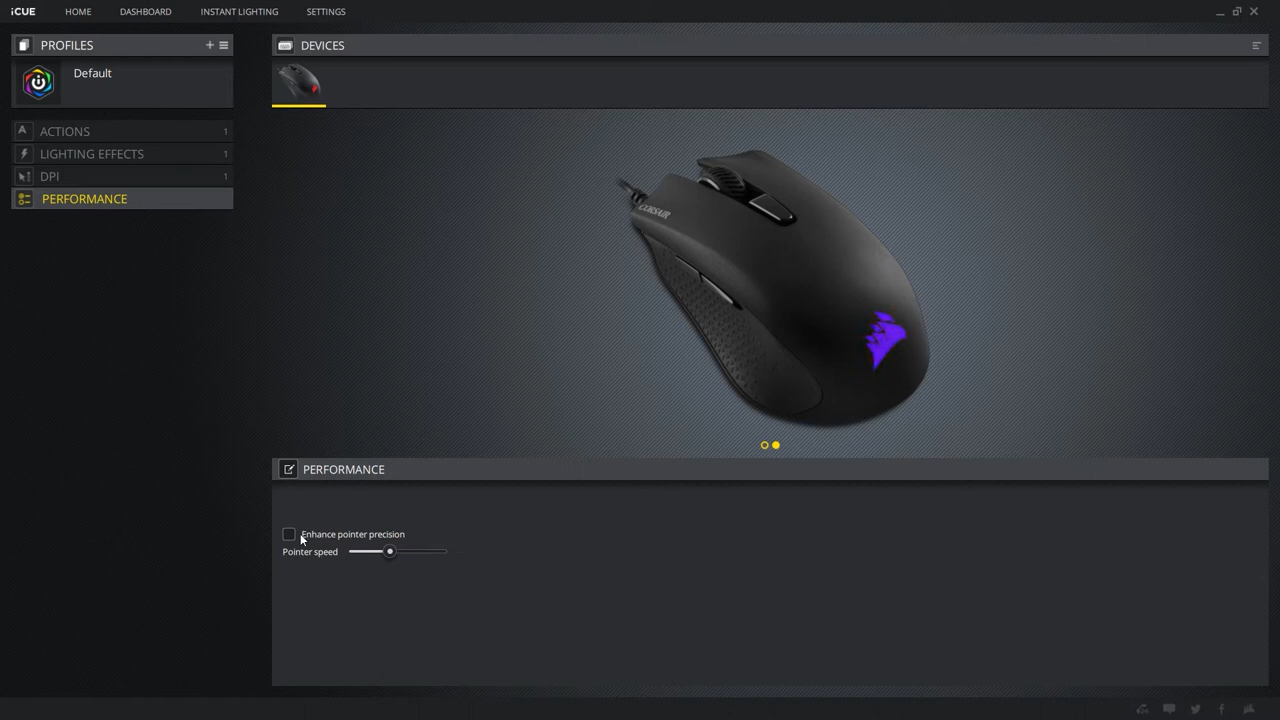 iCUE
HOME
DASHBOARD
INSTANT LIGHTING
SETTINGS
PROFILES
Default
ACTIONS 1
LIGHTING EFFECTS 1
DPI 1
PERFORMANCE
DEVICES
CORSAIR
PERFORMANCE
Enhance pointer precision
Pointer speed